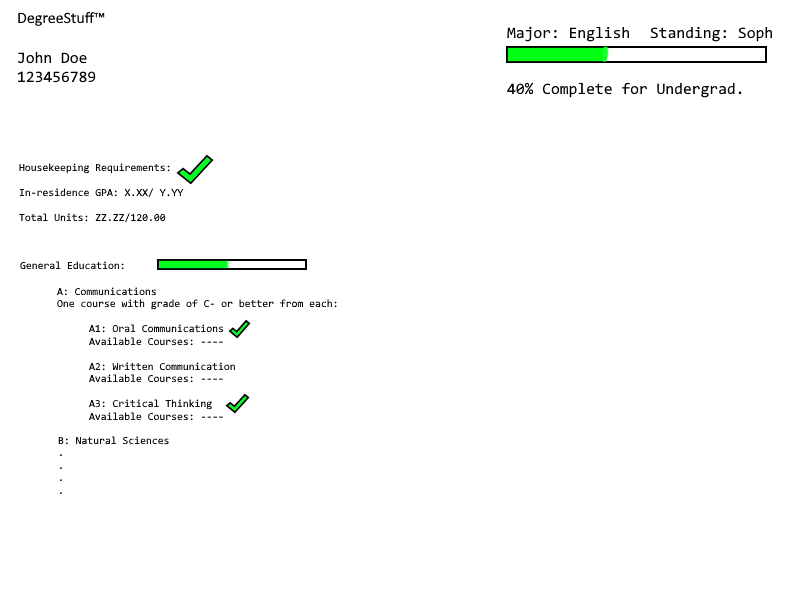 DegreeStuff™
John Doe
123456789
Major: English Standing: Soph
40% Complete for Undergrad.
Housekeeping Requirements:
In-residence GPA: X.XX/ Y.YY
Total Units: ZZ.ZZ/120.00
General Education:
A: Communications
One course with grade of C- or better from each:
A1: Oral Communications
Available Courses: ----
A2: Written Communication
Available Courses: ----
A3: Critical Thinking
Available Courses: ----
B: Natural Sciences
.
.
.
.